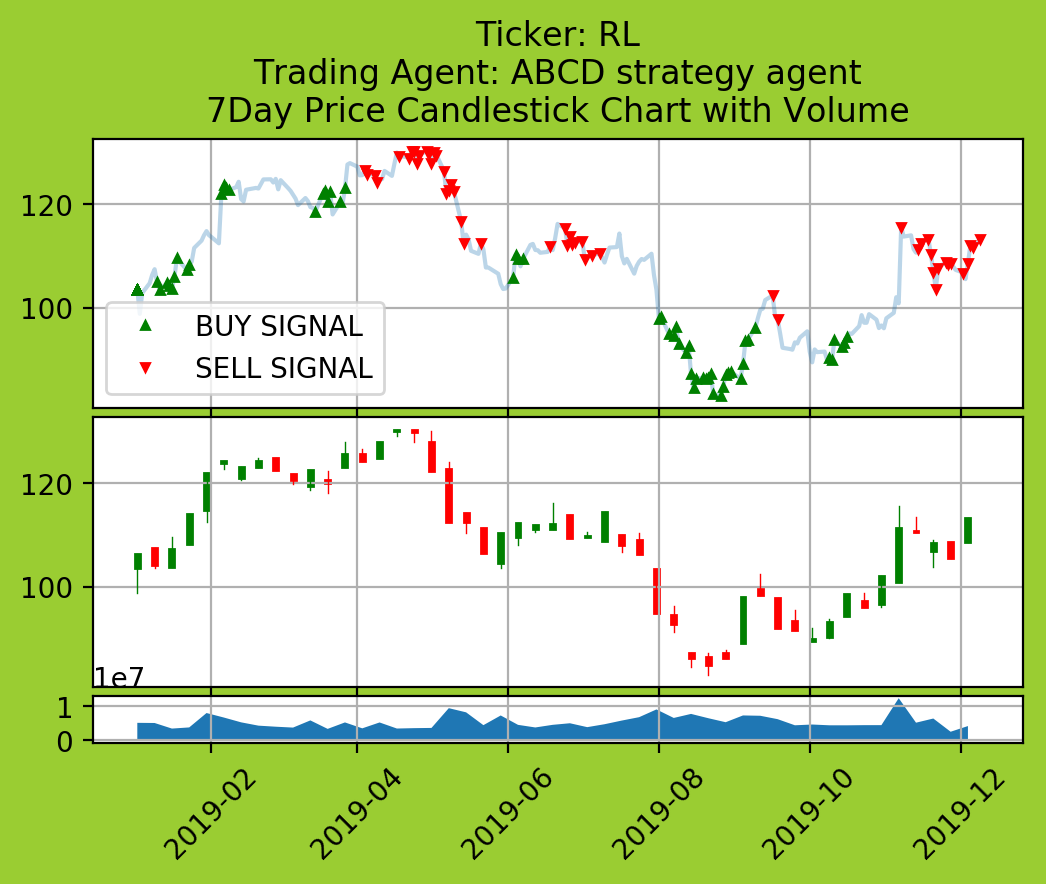 Ticker: RL
Trading Agent: ABCD strategy agent
7Day Price Candlestick Chart with Volume
120
100
BUY SIGNAL
SELL SIGNAL
120
100
1e7
1
0
2019-02
2019-04
2019-06
2019-08
2019-10
2019-12